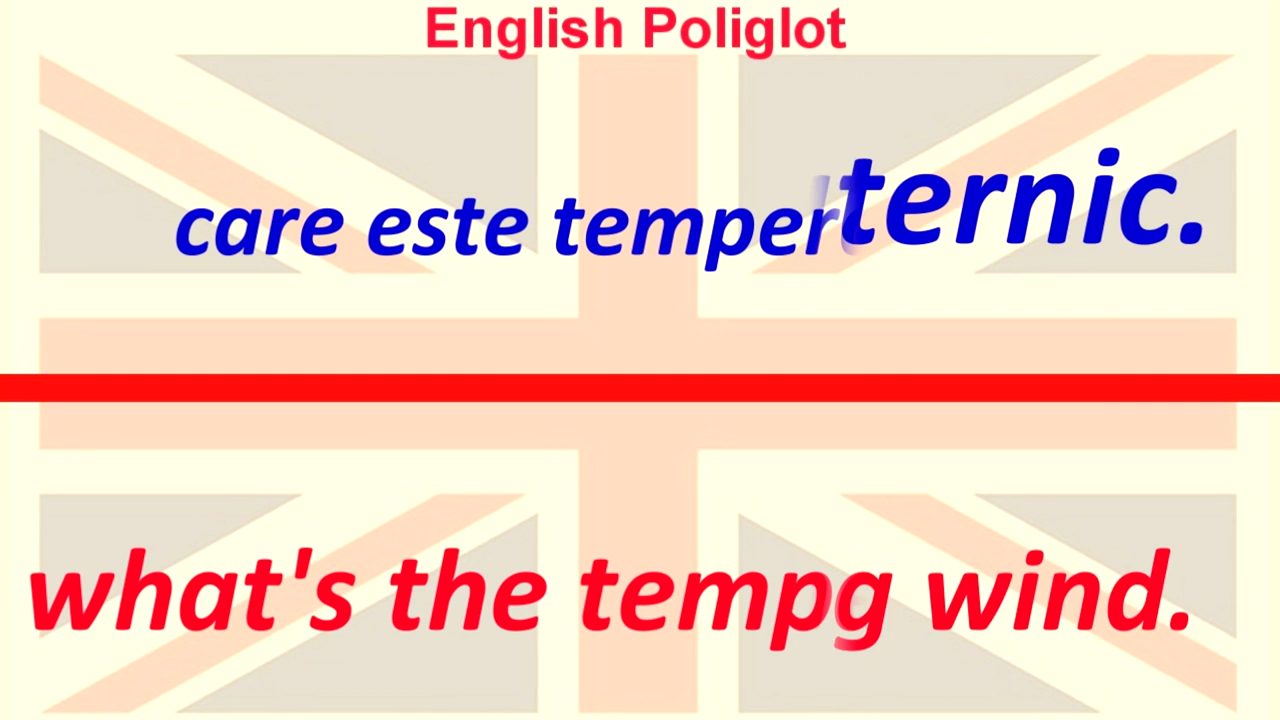 English Poliglot
care este temperternic.
what's the tempg wind.